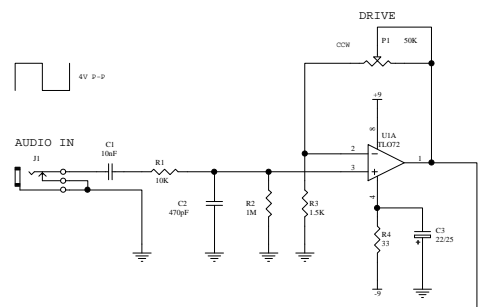 DRIVE
CCW
P1
50K
4V P-P
+9
AUDIO IN
J1
C1
10nF
R1
10K
8
U1A
TLO72
2
1
3
4
C2
470pF
R2
1M
R3
1.5K
R4
33
C3
22/25
+
-9